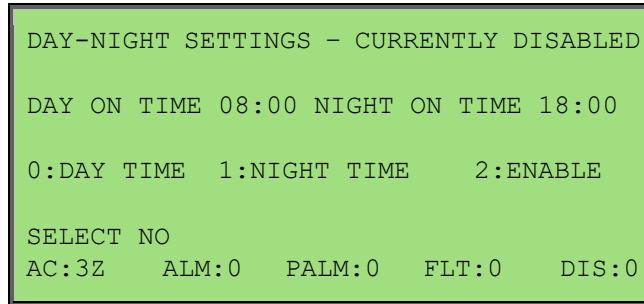 DAY-NIGHT SETTINGS – CURRENTLY DISABLED
DAY ON TIME 08:00 NIGHT ON TIME 18:00
0:DAY TIME 1:NIGHT TIME 2:ENABLE
SELECT NO
AC:3Z ALM:0 PALM:0 FLT:0 DIS:0